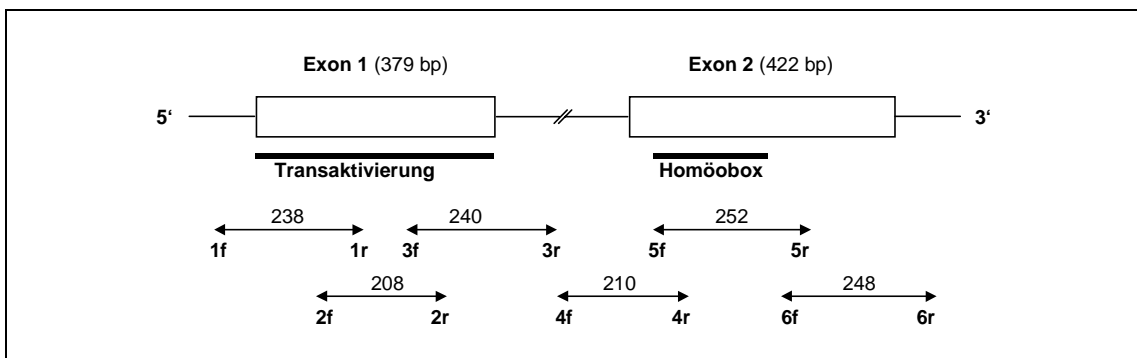 Exon 1 (379 bp) Exon 2 (422 bp)
5‘ 3‘
Transaktivierung Homöobox
238 240 252
1f 1r 3f 3r 5f 5r
208 210 248
2f 2r 4f 4r 6f 6r